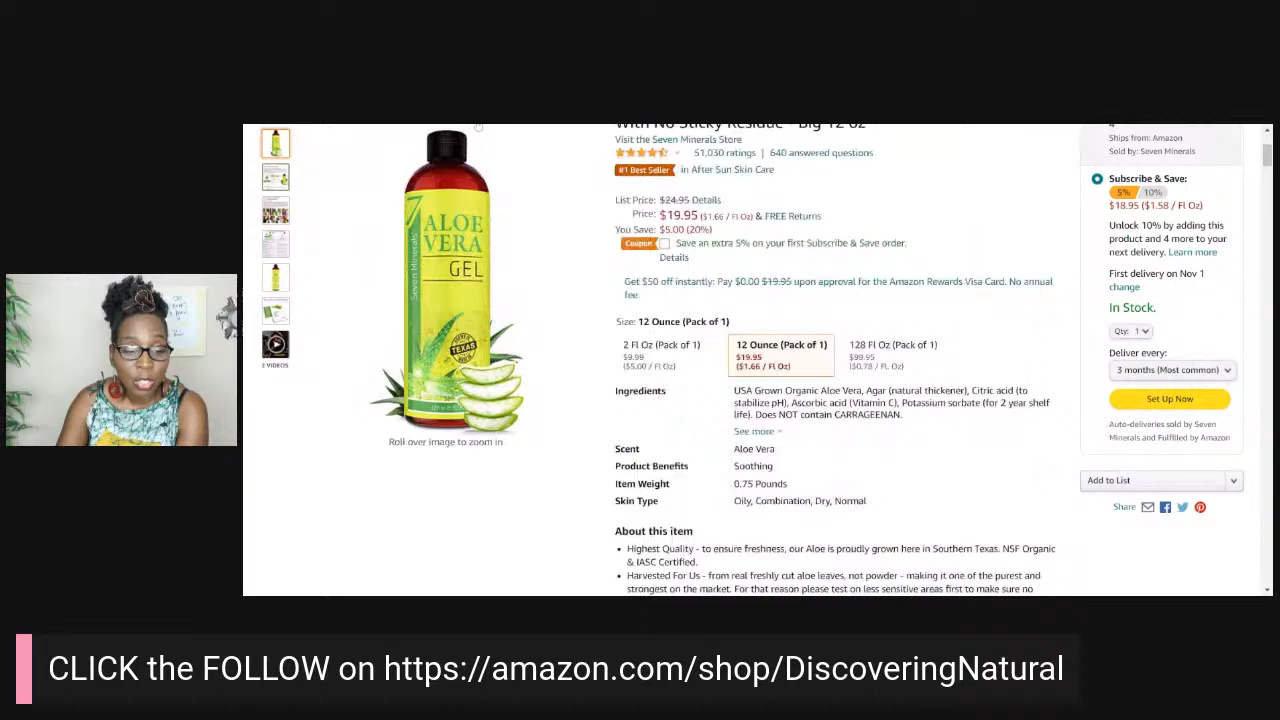 With No Sticky Residue - Big 12 oz
Visit the Seven Minerals Store
51,030 ratings | 640 answered questions
#1 Best Seller in After Sun Skin Care
List Price: $24.95 Details
Price: $19.95 ($1.66 / Fl Oz) & FREE Returns
You Save: $5.00 (20%)
Coupon Save an extra 5% on your first Subscribe & Save order.
Details
Get $50 off instantly: Pay $0.00 $19.95 upon approval for the Amazon Rewards Visa Card. No annual
fee.
Size: 12 Ounce (Pack of 1)
2 Fl Oz (Pack of 1)
$9.99
($5.00 / Fl Oz)
12 Ounce (Pack of 1)
$19.95
($1.66 / Fl Oz)
128 Fl Oz (Pack of 1)
$99.95
($0.78 / Fl Oz)
Ingredients
USA Grown Organic Aloe Vera, Agar (natural thickener), Citric acid (to
stabilize pH), Ascorbic acid (Vitamin C), Potassium sorbate (for 2 year shelf
life). Does NOT contain CARRAGEENAN.
See more
Scent Aloe Vera
Product Benefits Soothing
Item Weight 0.75 Pounds
Skin Type Oily, Combination, Dry, Normal
About this item
• Highest Quality - to ensure freshness, our Aloe is proudly grown here in Southern Texas. NSF Organic
& IASC Certified.
• Harvested For Us - from real freshly cut aloe leaves, not powder - making it one of the purest and
strongest on the market. For that reason please test on less sensitive areas first to make sure no
7
Seven Minerals
ALOE
VERA
GEL
TEXAS
Roll over image to zoom in
2 VIDEOS
Ships from: Amazon
Sold by: Seven Minerals
Subscribe & Save:
5% 10%
$18.95 ($1.58 / Fl Oz)
Unlock 10% by adding this
product and 4 more to your
next delivery. Learn more
First delivery on Nov 1
change
In Stock.
Qty: 1
Deliver every:
3 months (Most common)
Set Up Now
Auto-deliveries sold by Seven
Minerals and Fulfilled by Amazon
Add to List
Share
CLICK the FOLLOW on https://amazon.com/shop/DiscoveringNatural